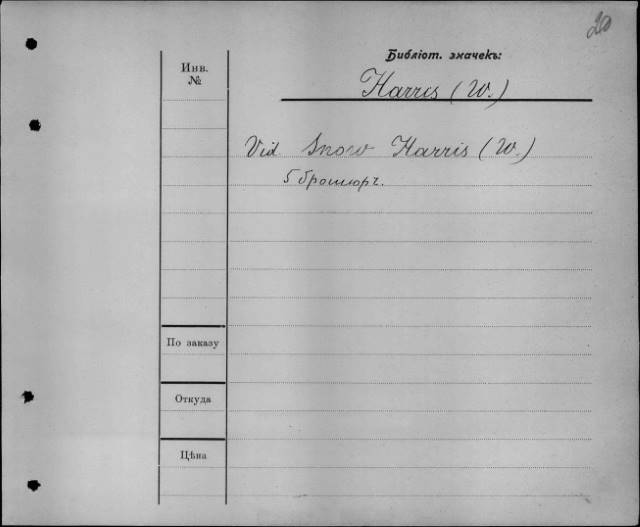 20
Библіот. значекъ:
Инв. №
Harris (W.)
Vid Snow Harris (W.)
5 брошюръ.
По заказу
Откуда
Цѣна